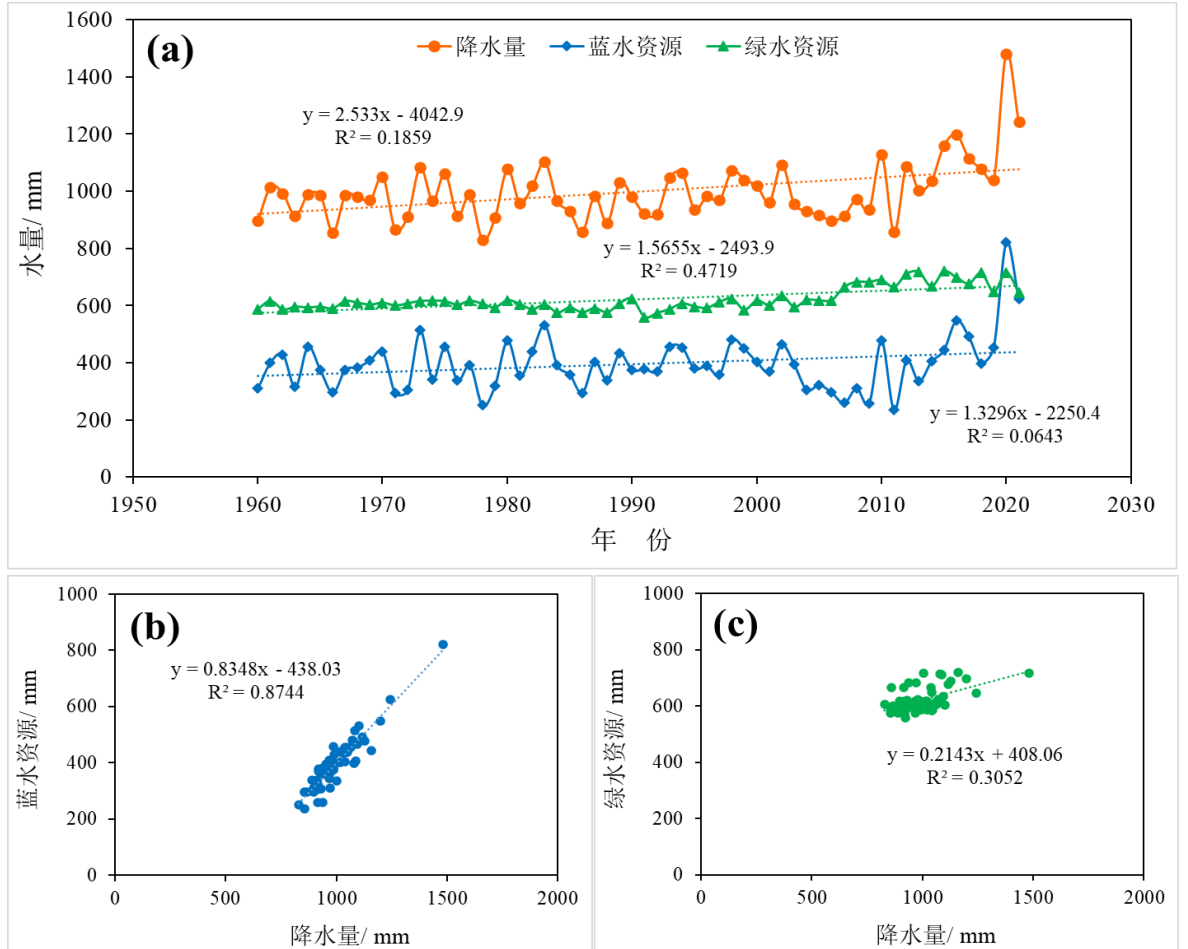 (a)
降水量 蓝水资源 绿水资源
y = 2.533x - 4042.9
R² = 0.1859
y = 1.5655x - 2493.9
R² = 0.4719
y = 1.3296x - 2250.4
R² = 0.0643
水量/ mm
1600
1400
1200
1000
800
600
400
200
0
1950 1960 1970 1980 1990 2000 2010 2020 2030
年 份
(b)
y = 0.8348x - 438.03
R² = 0.8744
蓝水资源/ mm
1000
800
600
400
200
0
0 500 1000 1500 2000
降水量/ mm
(c)
y = 0.2143x + 408.06
R² = 0.3052
绿水资源/ mm
1000
800
600
400
200
0
0 500 1000 1500 2000
降水量/ mm